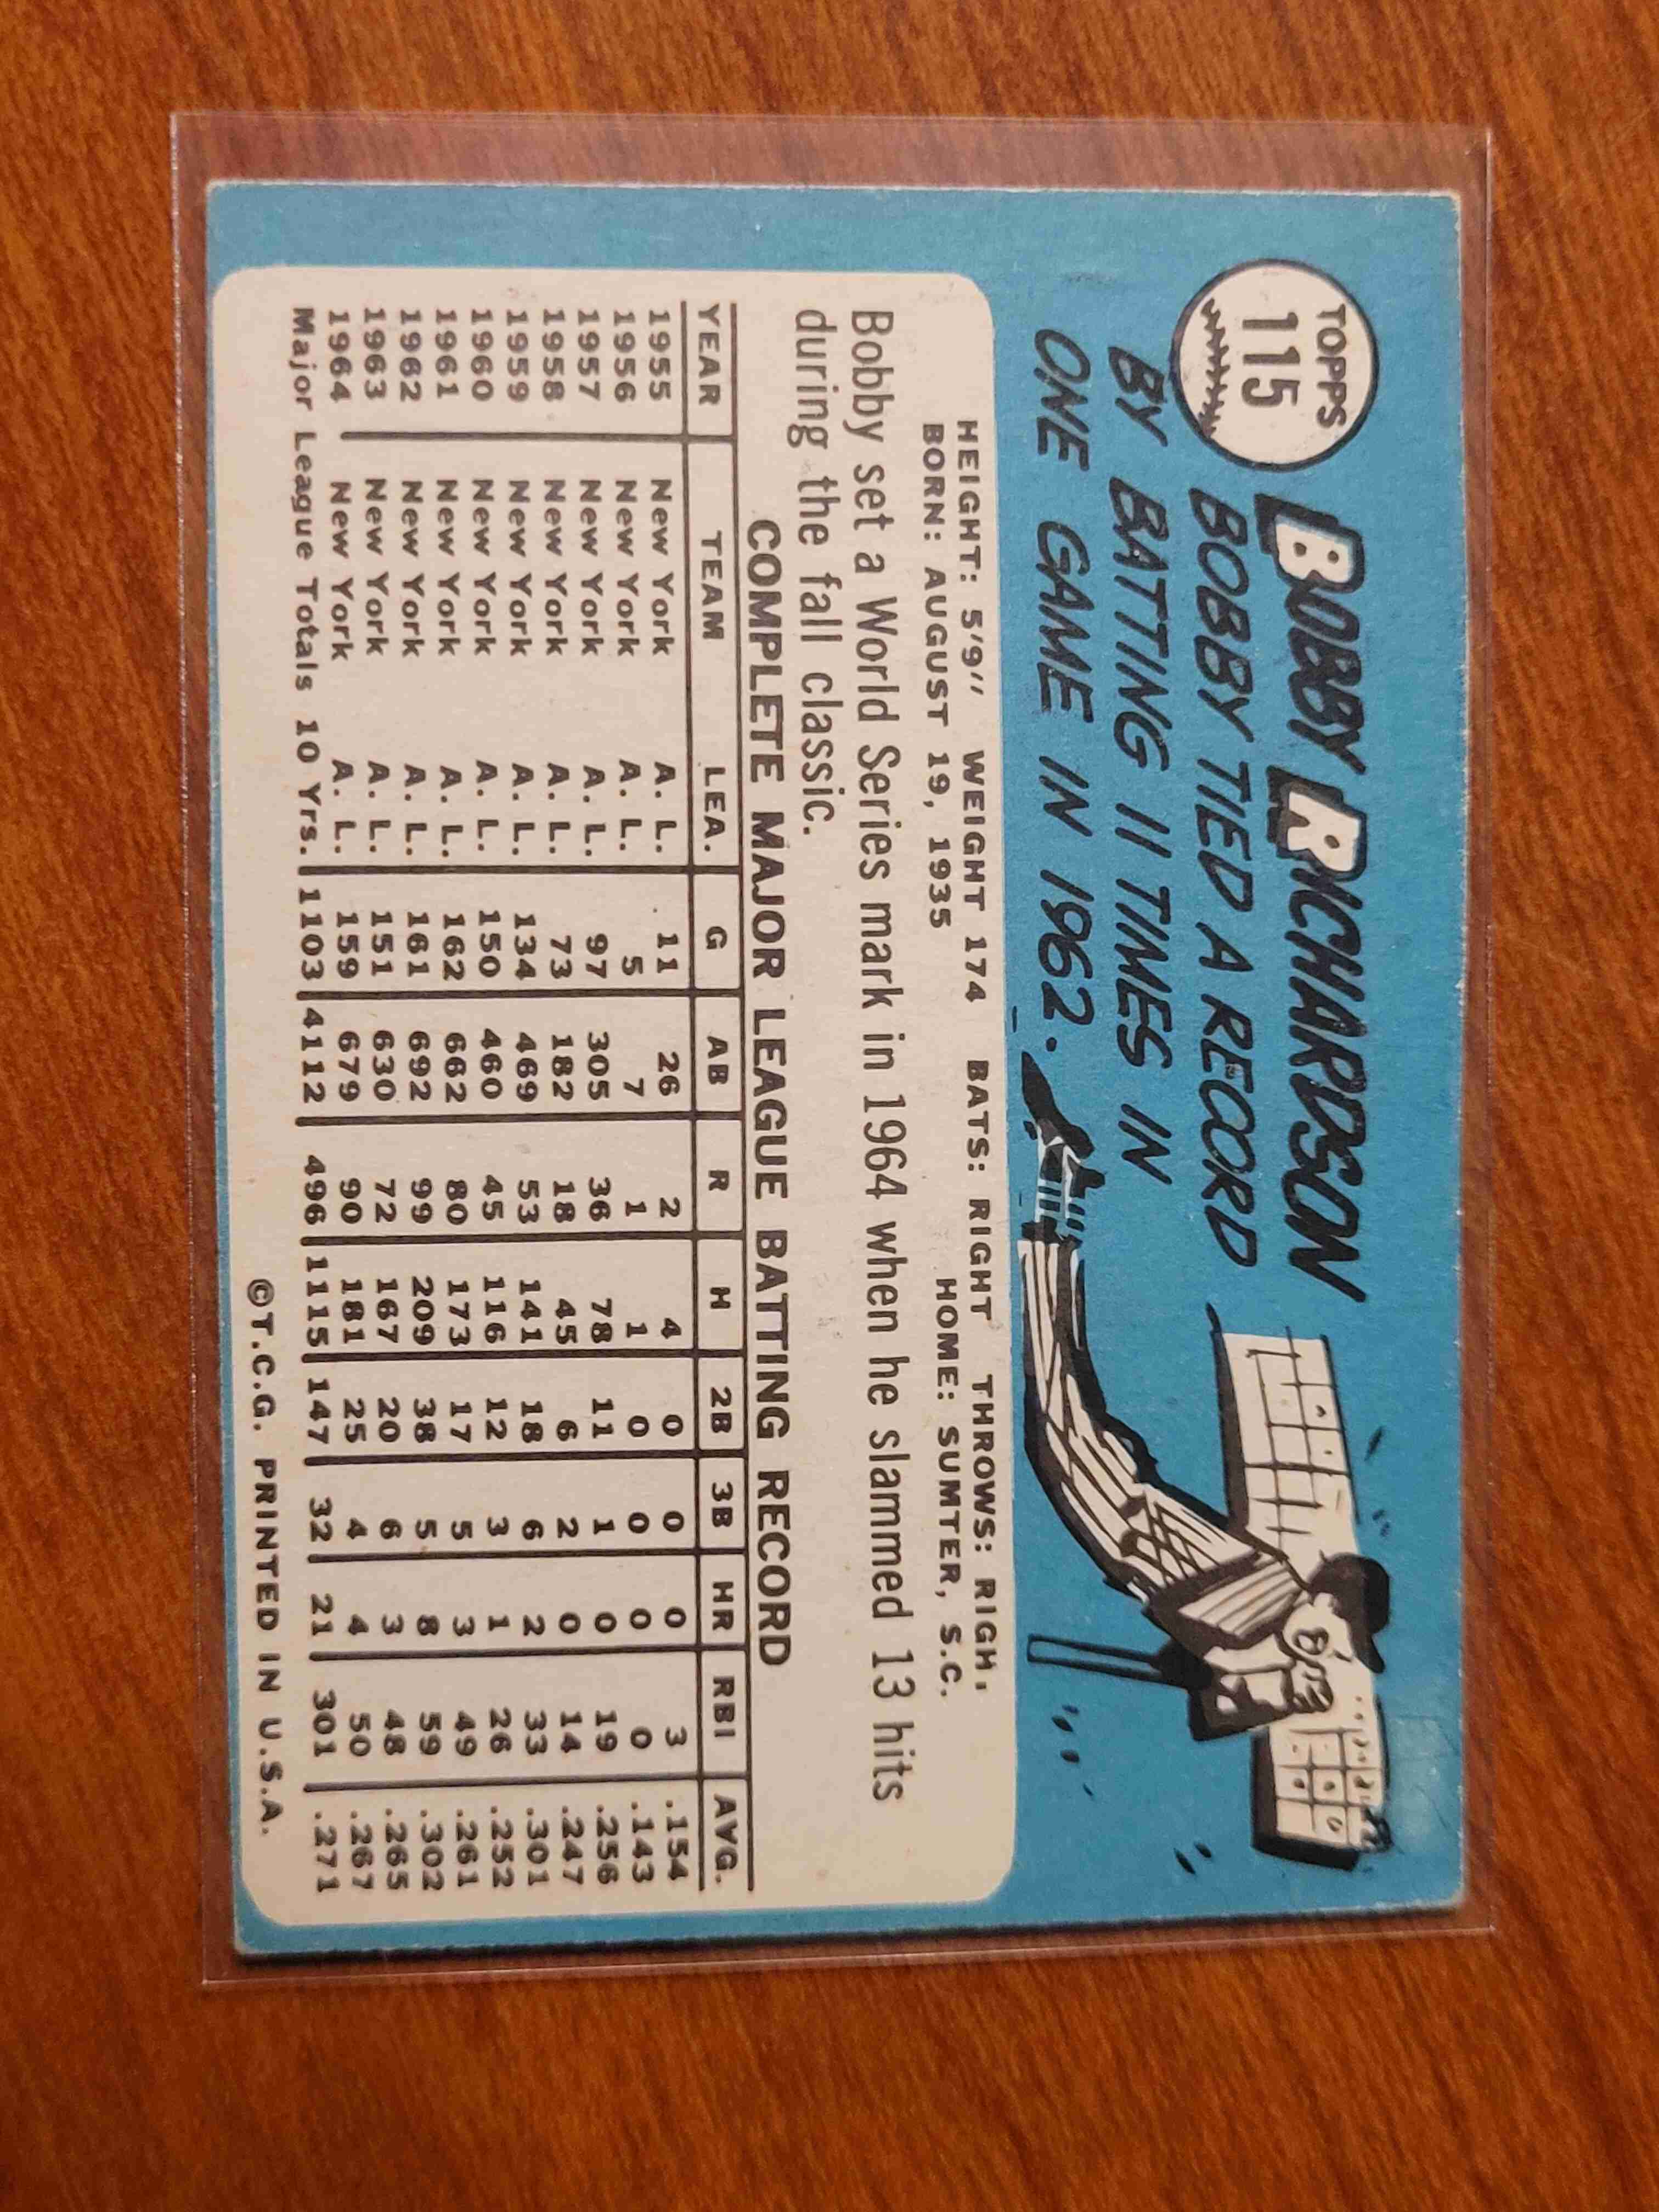 TOPPS
115
BOBBY RICHARDSON
BOBBY TIED A RECORD
BY BATTING 11 TIMES IN
ONE GAME IN 1962.
HEIGHT: 5'9" WEIGHT 174 BATS: RIGHT THROWS: RIGH,
BORN: AUGUST 19, 1935 HOME: SUMTER, S.C.
Bobby set a World Series mark in 1964 when he slammed 13 hits
during the fall classic.
COMPLETE MAJOR LEAGUE BATTING RECORD
YEAR TEAM LEA. G AB R H 2B 3B HR RBI AVG.
1955 New York A. L. 11 26 2 4 0 0 0 3 .154
1956 New York A. L. 5 7 1 1 0 0 0 0 .143
1957 New York A. L. 97 305 36 78 11 1 0 19 .256
1958 New York A. L. 73 182 18 45 6 2 0 14 .247
1959 New York A. L. 134 469 53 141 18 6 2 33 .301
1960 New York A. L. 150 460 45 116 12 3 1 26 .252
1961 New York A. L. 162 662 80 173 17 5 3 49 .261
1962 New York A. L. 161 692 99 209 38 5 8 59 .302
1963 New York A. L. 151 630 72 167 20 6 3 48 .265
1964 New York A. L. 159 679 90 181 25 4 4 50 .267
Major League Totals 10 Yrs. 1103 4112 496 1115 147 32 21 301 .271
©T.C.G. PRINTED IN U.S.A.